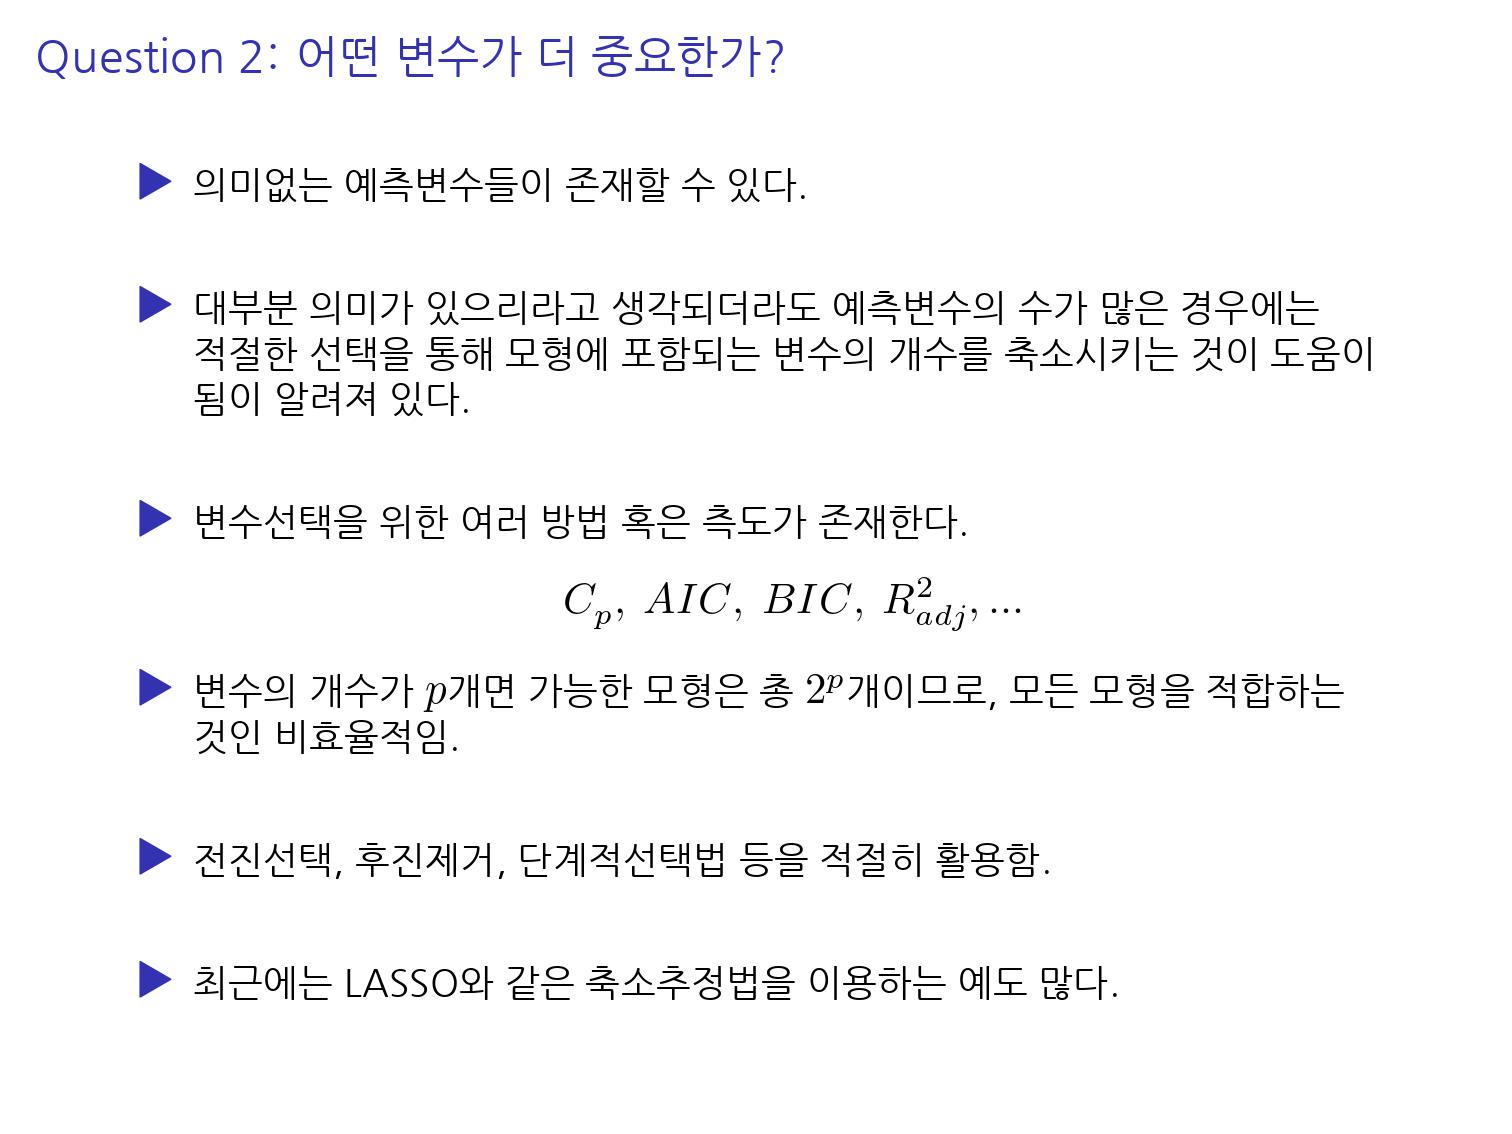 Question 2: 어떤 변수가 더 중요한가?
▶ 의미없는 예측변수들이 존재할 수 있다.
▶ 대부분 의미가 있으리라고 생각되더라도 예측변수의 수가 많은 경우에는
적절한 선택을 통해 모형에 포함되는 변수의 개수를 축소시키는 것이 도움이
됨이 알려져 있다.
▶ 변수선택을 위한 여러 방법 혹은 측도가 존재한다.
$C_p, AIC, BIC, R^2_{adj}, \ldots$
▶ 변수의 개수가 $p$개면 가능한 모형은 총 $2^p$개이므로, 모든 모형을 적합하는
것인 비효율적임.
▶ 전진선택, 후진제거, 단계적선택법 등을 적절히 활용함.
▶ 최근에는 LASSO와 같은 축소추정법을 이용하는 예도 많다.